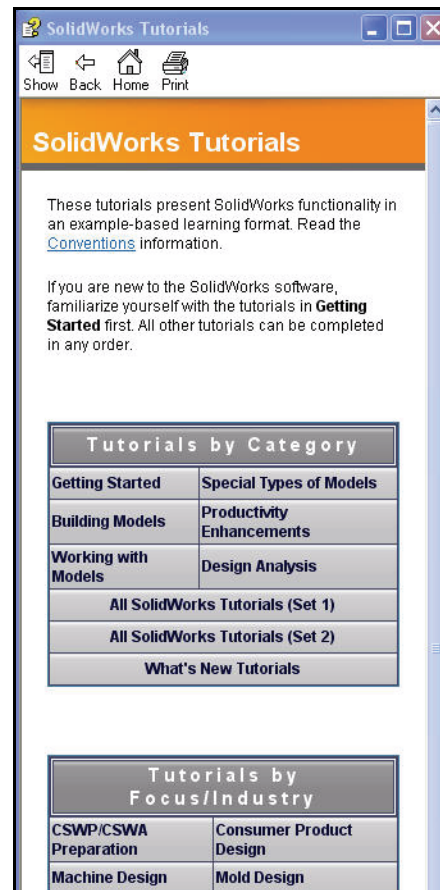 SolidWorks Tutorials
Show Back Home Print
SolidWorks Tutorials
These tutorials present SolidWorks functionality in
an example-based learning format. Read the
Conventions information.
If you are new to the SolidWorks software,
familiarize yourself with the tutorials in Getting
Started first. All other tutorials can be completed
in any order.
Tutorials by Category
Getting Started Special Types of Models
Building Models Productivity
Enhancements
Working with
Models Design Analysis
All SolidWorks Tutorials (Set 1)
All SolidWorks Tutorials (Set 2)
What's New Tutorials
Tutorials by
Focus/Industry
CSWP/CSWA
Preparation
Consumer Product
Design
Machine Design Mold Design